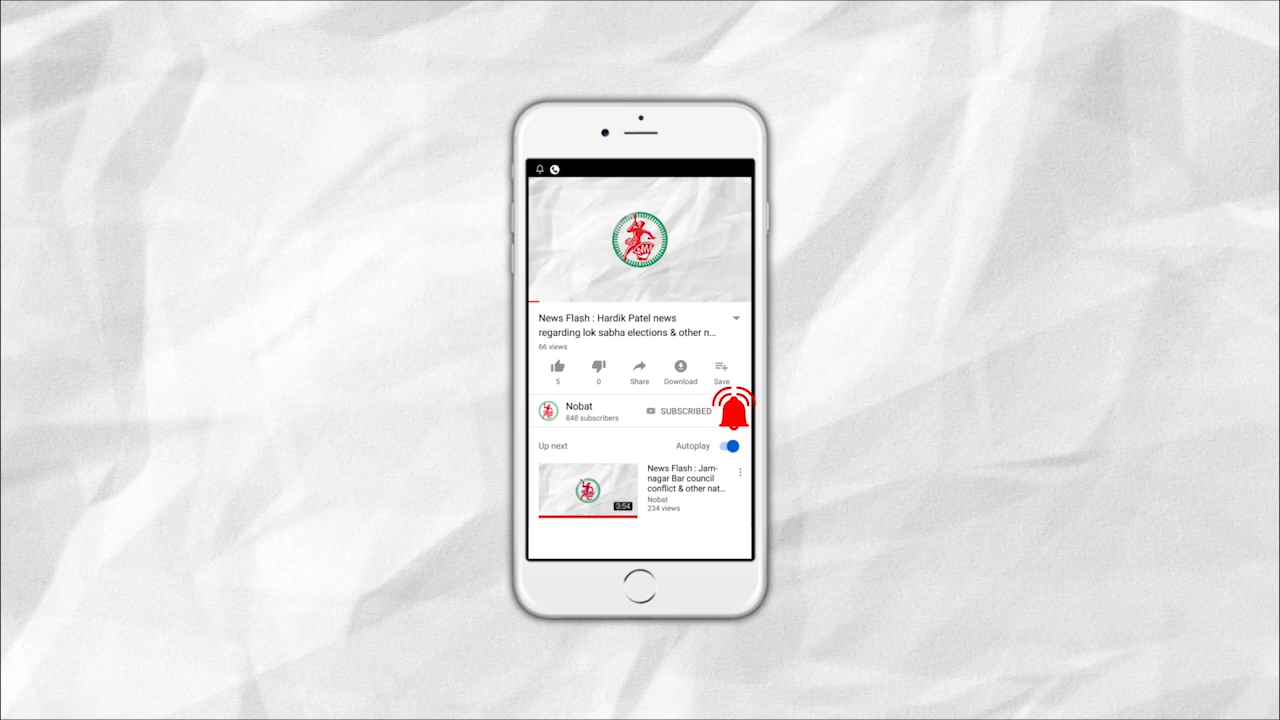 News Flash : Hardik Patel news
regarding lok sabha elections & other n...
66 views
5
0
Share
Download
Save
Nobat
848 subscribers
SUBSCRIBED
Up next
Autoplay
News Flash : Jam-
nagar Bar council
conflict & other nat...
Nobat
234 views
3:54